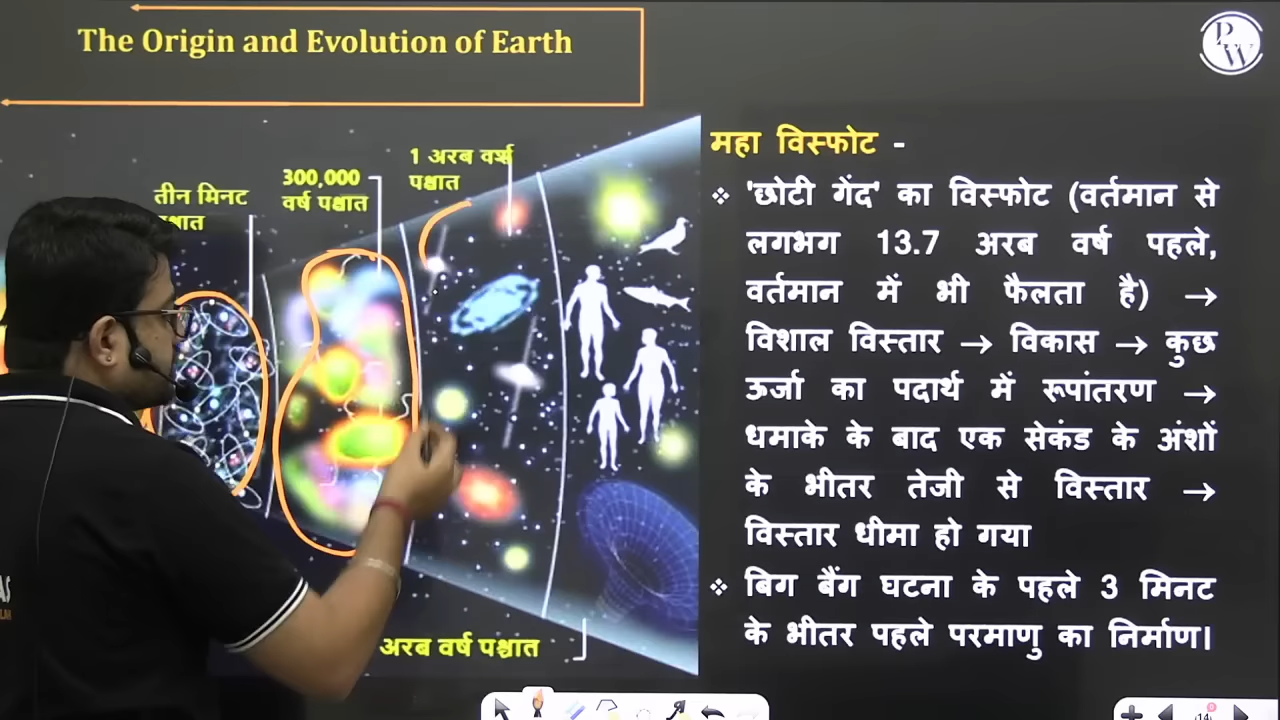 The Origin and Evolution of Earth
PW
तीन मिनट
300,000
वर्ष पश्चात
1 अरब वर्ष
पश्चात
अरब वर्ष पश्चात
महा विस्फोट -
❖ 'छोटी गेंद' का विस्फोट (वर्तमान से
लगभग 13.7 अरब वर्ष पहले,
वर्तमान में भी फैलता है) →
विशाल विस्तार → विकास → कुछ
ऊर्जा का पदार्थ में रूपांतरण →
धमाके के बाद एक सेकंड के अंशों
के भीतर तेजी से विस्तार →
विस्तार धीमा हो गया
❖ बिग बैंग घटना के पहले 3 मिनट
के भीतर पहले परमाणु का निर्माण।